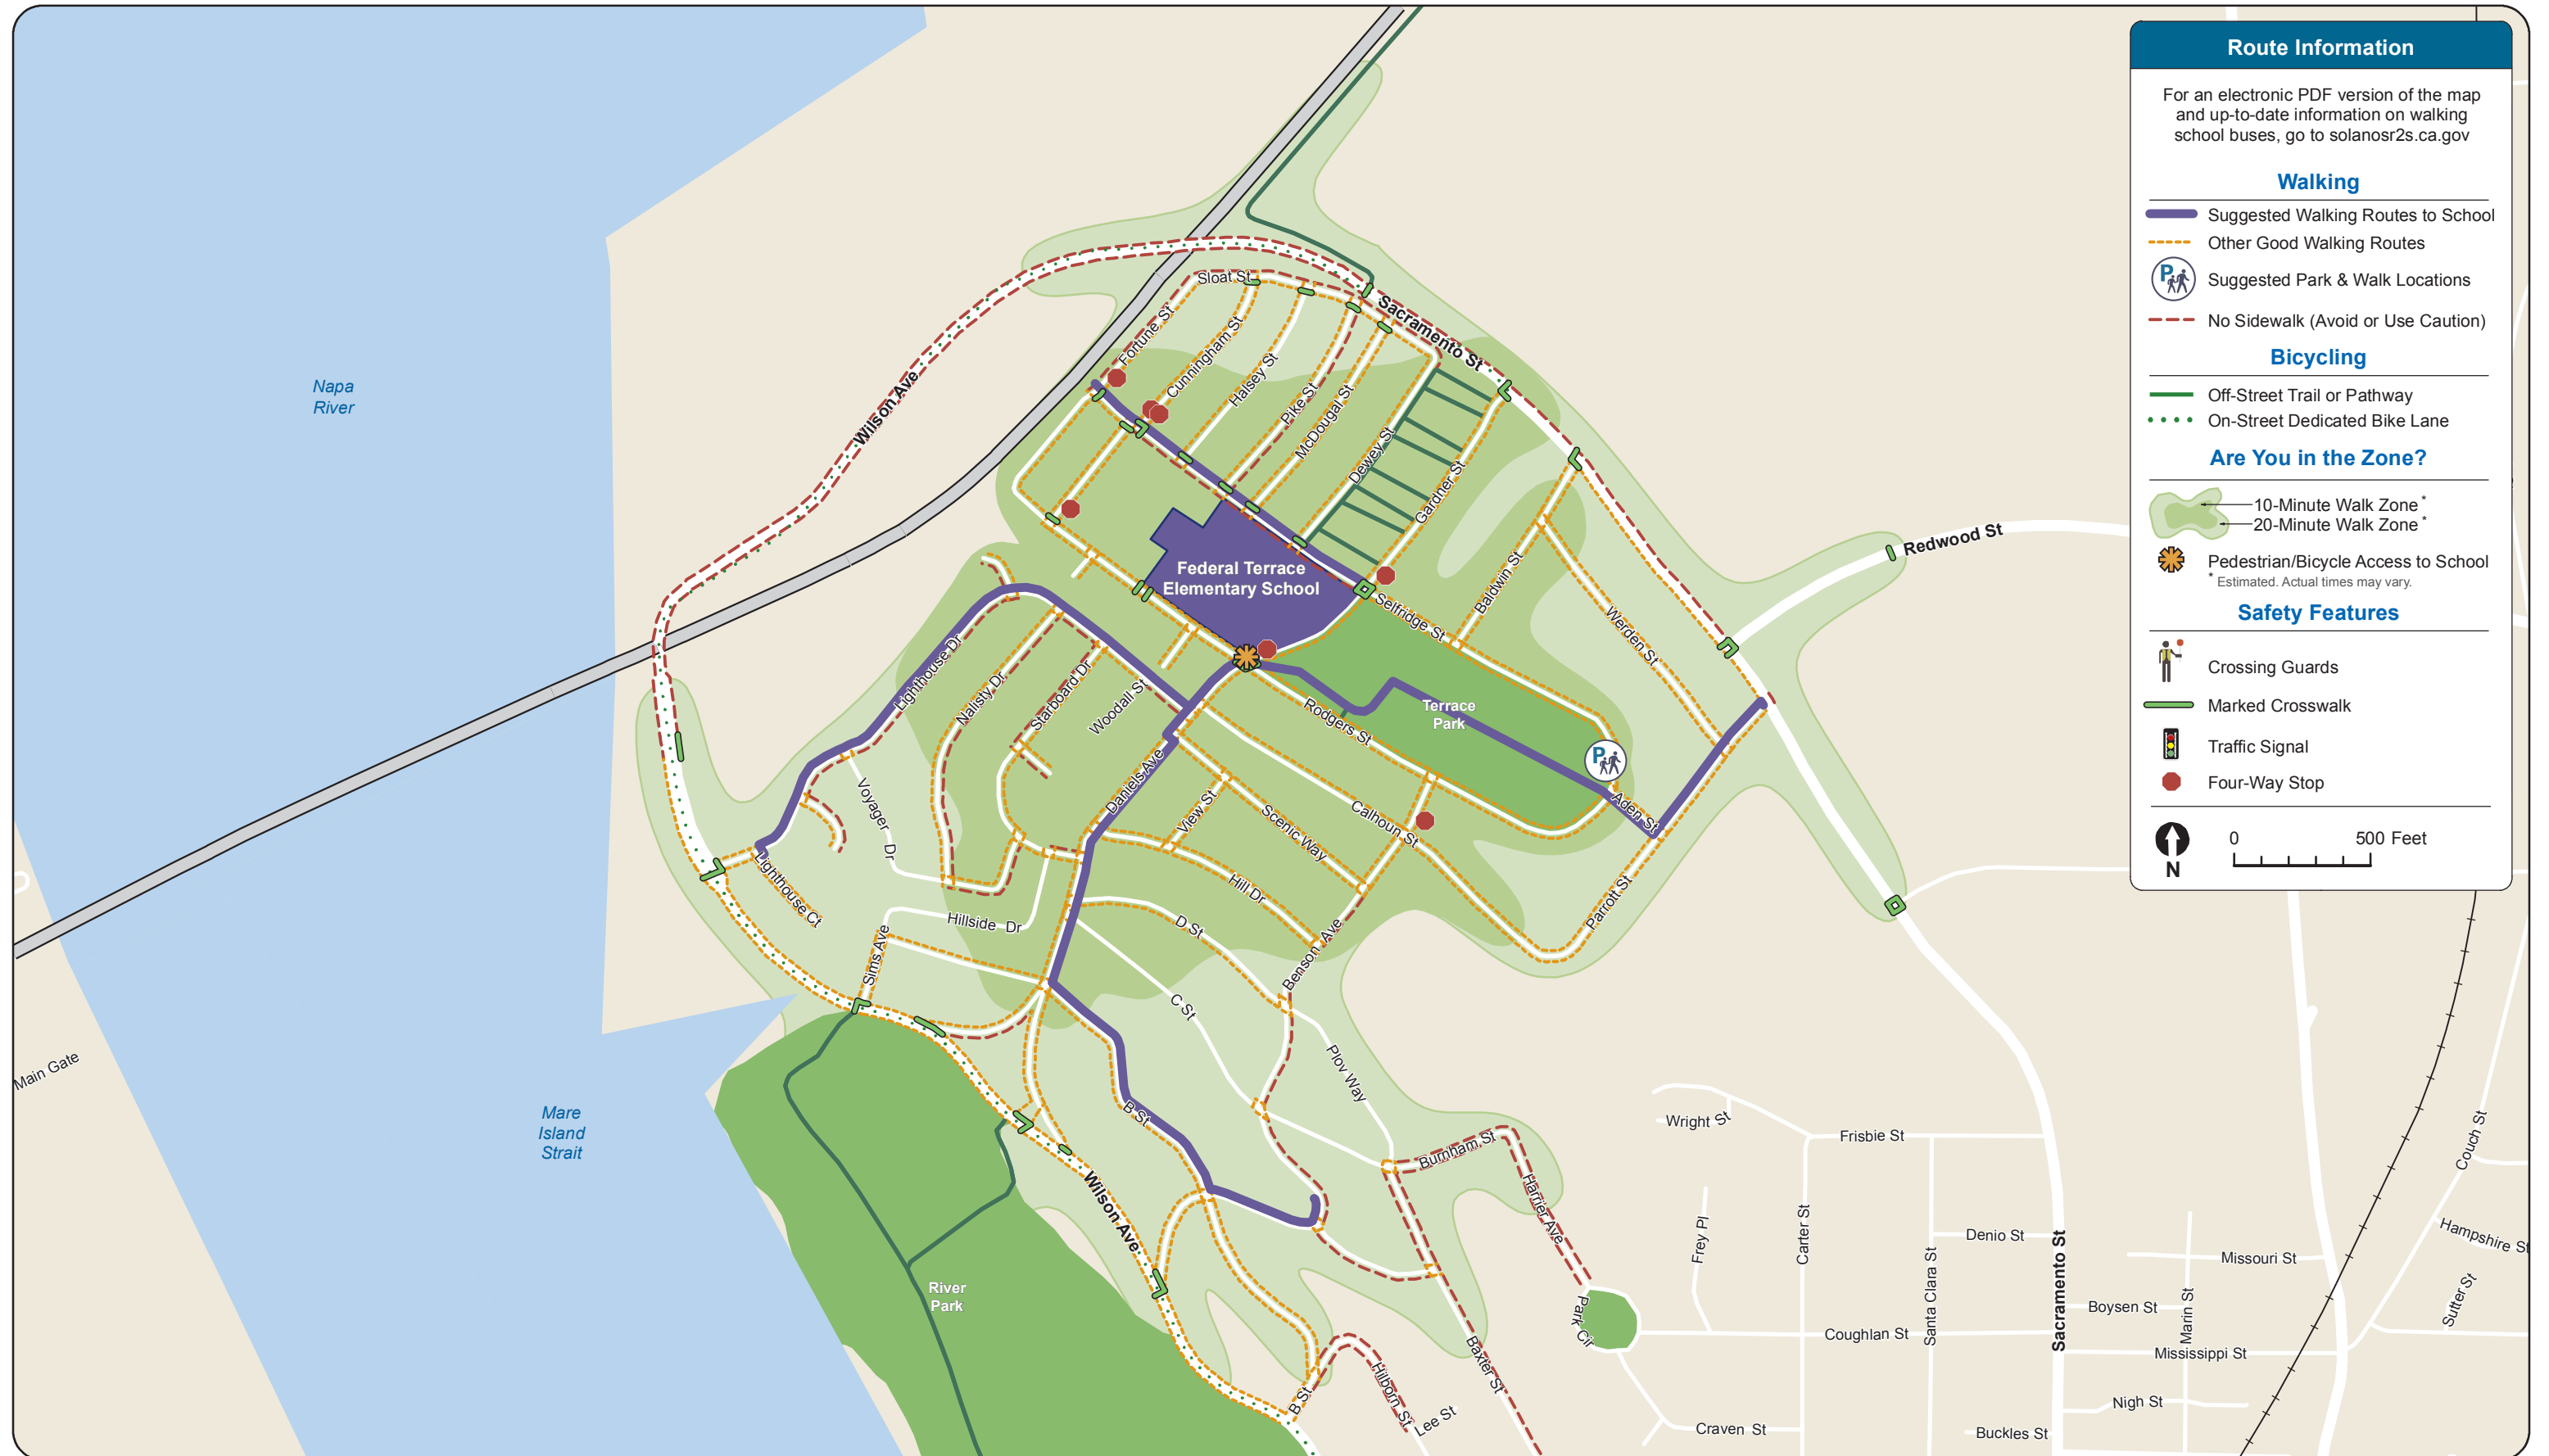 Route Information
For an electronic PDF version of the map
and up-to-date information on walking
school buses, go to solanosr2s.ca.gov
Walking
Suggested Walking Routes to School
Other Good Walking Routes
P
Suggested Park & Walk Locations
No Sidewalk (Avoid or Use Caution)
Bicycling
Off-Street Trail or Pathway
On-Street Dedicated Bike Lane
Are You in the Zone?
10-Minute Walk Zone *
20-Minute Walk Zone *
Pedestrian/Bicycle Access to School
* Estimated. Actual times may vary.
Safety Features
Crossing Guards
Marked Crosswalk
Traffic Signal
Four-Way Stop
N
0 500 Feet
Napa
River
Wilson Ave
Sloat St
Fortune St
Cunningham St
Halsey St
Pike St
McDougal St
Dewey St
Gardner St
Sacramento St
Redwood St
Federal Terrace
Elementary School
Selfridge St
Baldwin St
Werden St
Lighthouse Dr
Nalisty Dr
Starboard Dr
Woodall St
Rodgers St
Terrace
Park
P
Aden St
Daniels Ave
View St
Scenic Way
Calhoun St
Voyager Dr
Lighthouse Ct
Hill Dr
Parrott St
Hillside Dr
Sims Ave
D St
Benson Ave
C St
Plov Way
Main Gate
Mare
Island
Strait
B St
Burnham St
Harrier Ave
Wright St
Frisbie St
Couch St
Wilson Ave
Frey Pl
Carter St
Santa Clara St
Denio St
Sacramento St
Missouri St
Hampshire St
River
Park
Park Cir
Boysen St
Marin St
Sutter St
Coughlan St
Mississippi St
Baxter St
B St
Hilborn St
Lee St
Nigh St
Craven St
Buckles St